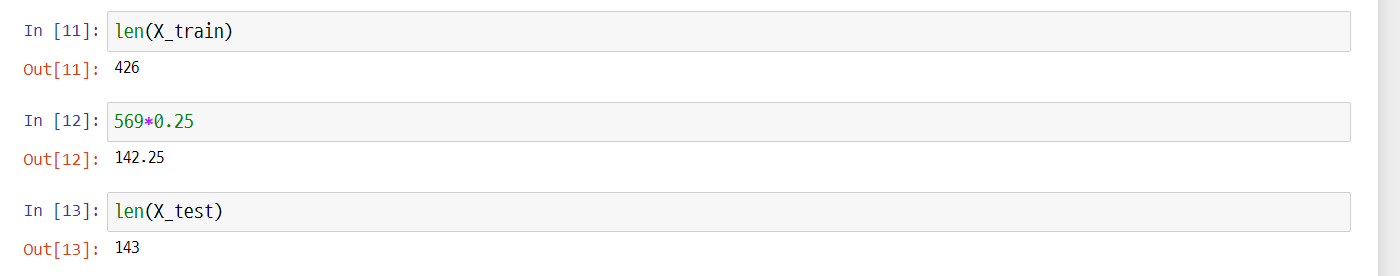 In [11]: len(X_train)
Out[11]: 426
In [12]: 569*0.25
Out[12]: 142.25
In [13]: len(X_test)
Out[13]: 143